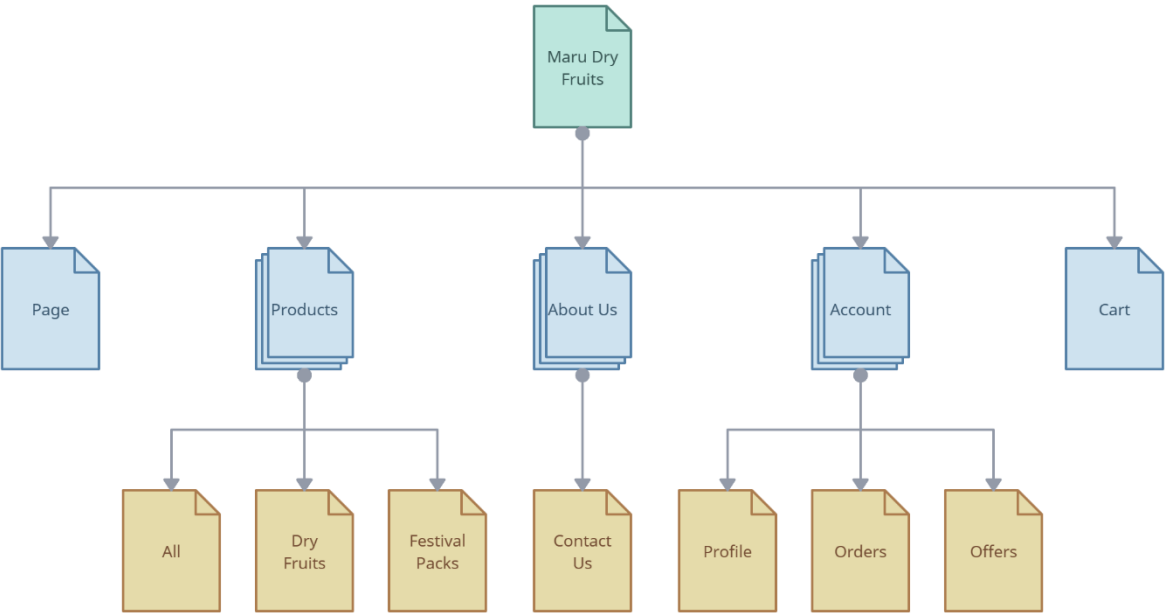 Maru Dry
Fruits
Page
Products
About Us
Account
Cart
All
Dry
Fruits
Festival
Packs
Contact
Us
Profile
Orders
Offers